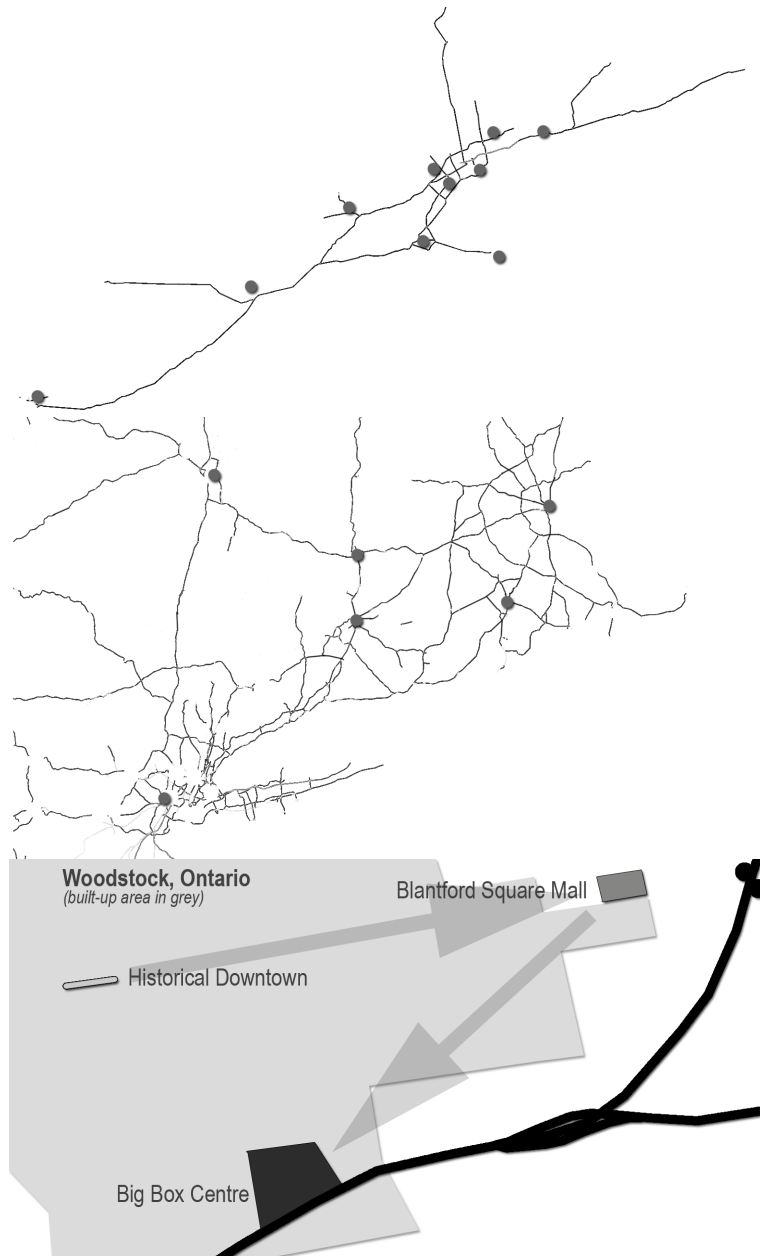 Woodstock, Ontario
(built-up area in grey)
Blantford Square Mall
Historical Downtown
Big Box Centre